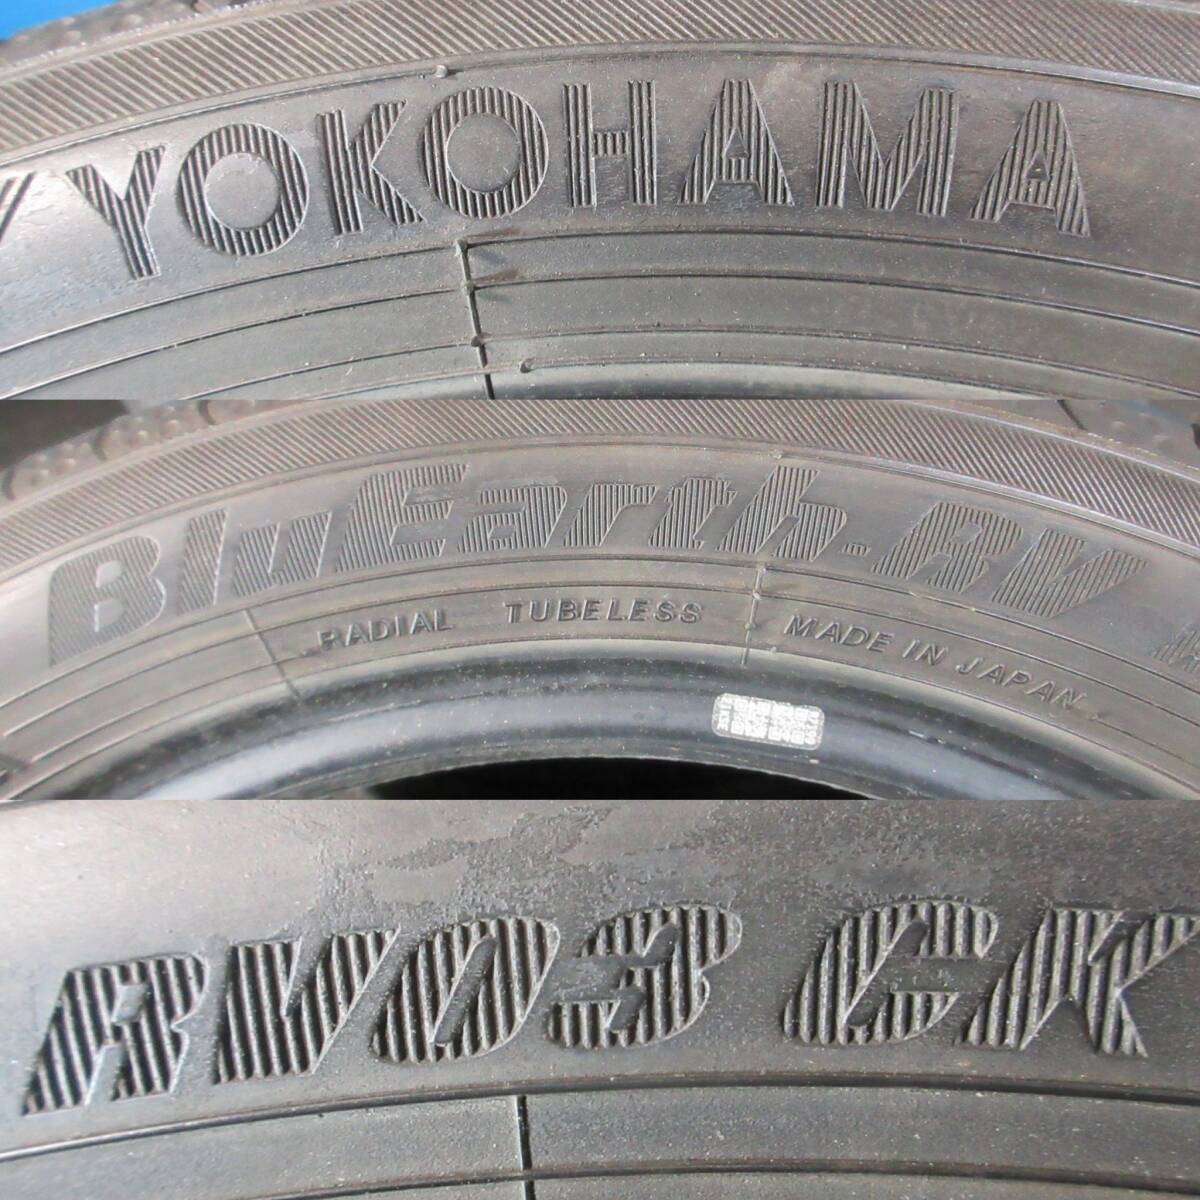 YOKOHAMA
BluEarth-RV
RADIAL TUBELESS MADE IN JAPAN
RV03 CK